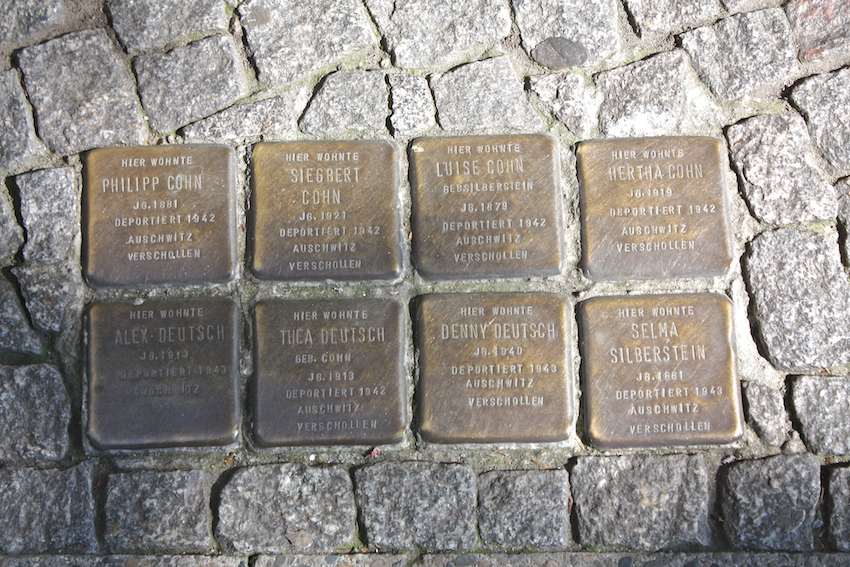 HIER WOHNTE
PHILIPP COHN
JG.1881
DEPORTIERT 1942
AUSCHWITZ
VERSCHOLLEN
HIER WOHNTE
SIEGBERT
COHN
JG.1921
DEPORTIERT 1942
AUSCHWITZ
VERSCHOLLEN
HIER WOHNTE
LUISE COHN
GEB.SILBERSTEIN
JG.1879
DEPORTIERT 1942
AUSCHWITZ
VERSCHOLLEN
HIER WOHNTE
HERTHA COHN
JG.1919
DEPORTIERT 1942
AUSCHWITZ
VERSCHOLLEN
HIER WOHNTE
ALEX DEUTSCH
JG.1913
DEPORTIERT 1943
AUSCHWITZ
HIER WOHNTE
THEA DEUTSCH
GEB. COHN
JG.1913
DEPORTIERT 1942
AUSCHWITZ
VERSCHOLLEN
HIER WOHNTE
DENNY DEUTSCH
JG.1940
DEPORTIERT 1943
AUSCHWITZ
VERSCHOLLEN
HIER WOHNTE
SELMA
SILBERSTEIN
JG.1881
DEPORTIERT 1943
AUSCHWITZ
VERSCHOLLEN